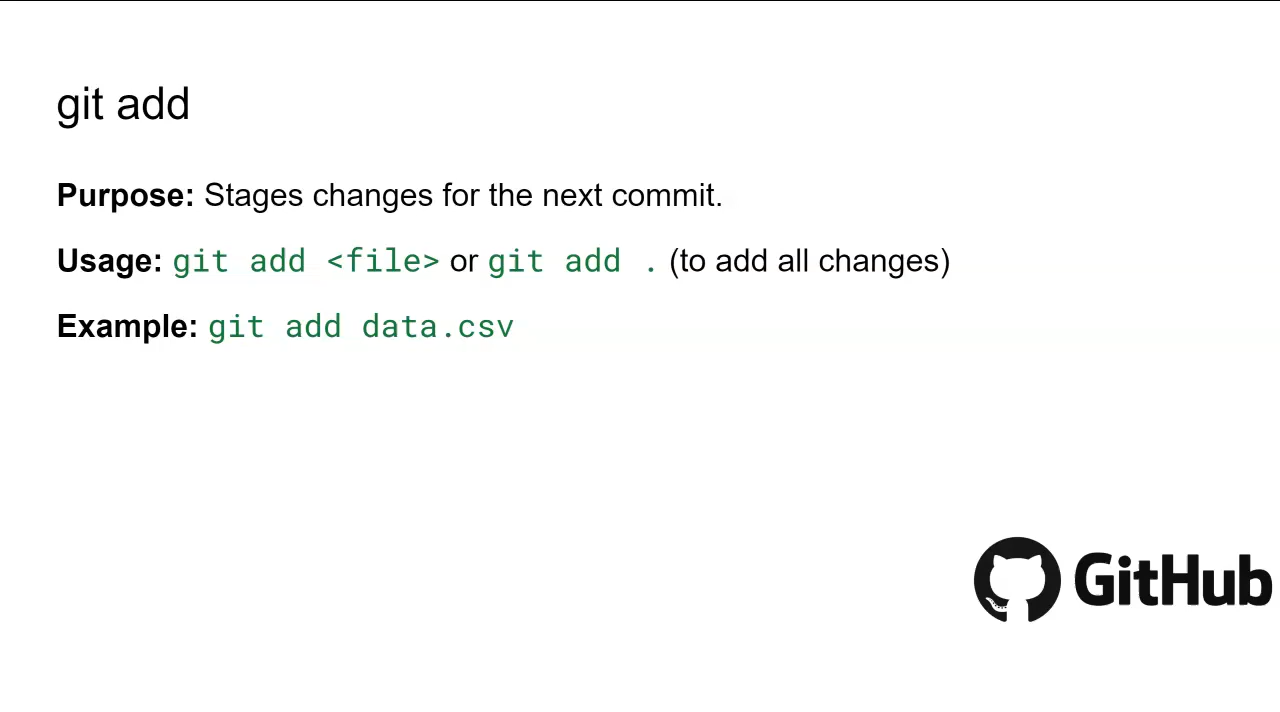 git add
Purpose: Stages changes for the next commit.
Usage: git add <file> or git add . (to add all changes)
Example: git add data.csv
GitHub